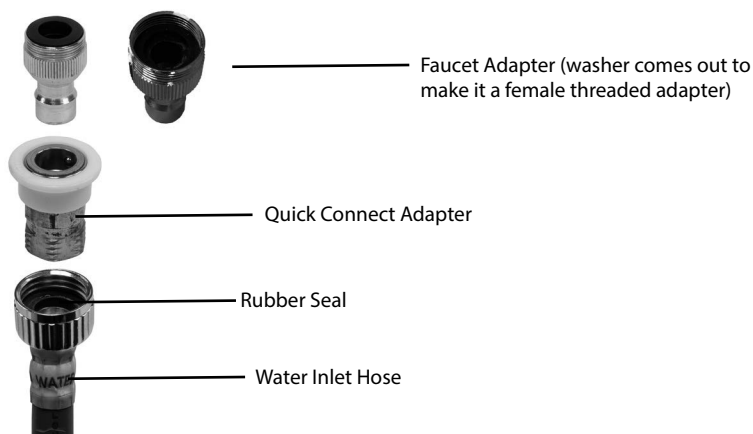 Faucet Adapter (washer comes out to
make it a female threaded adapter)
Quick Connect Adapter
Rubber Seal
Water Inlet Hose
WATE